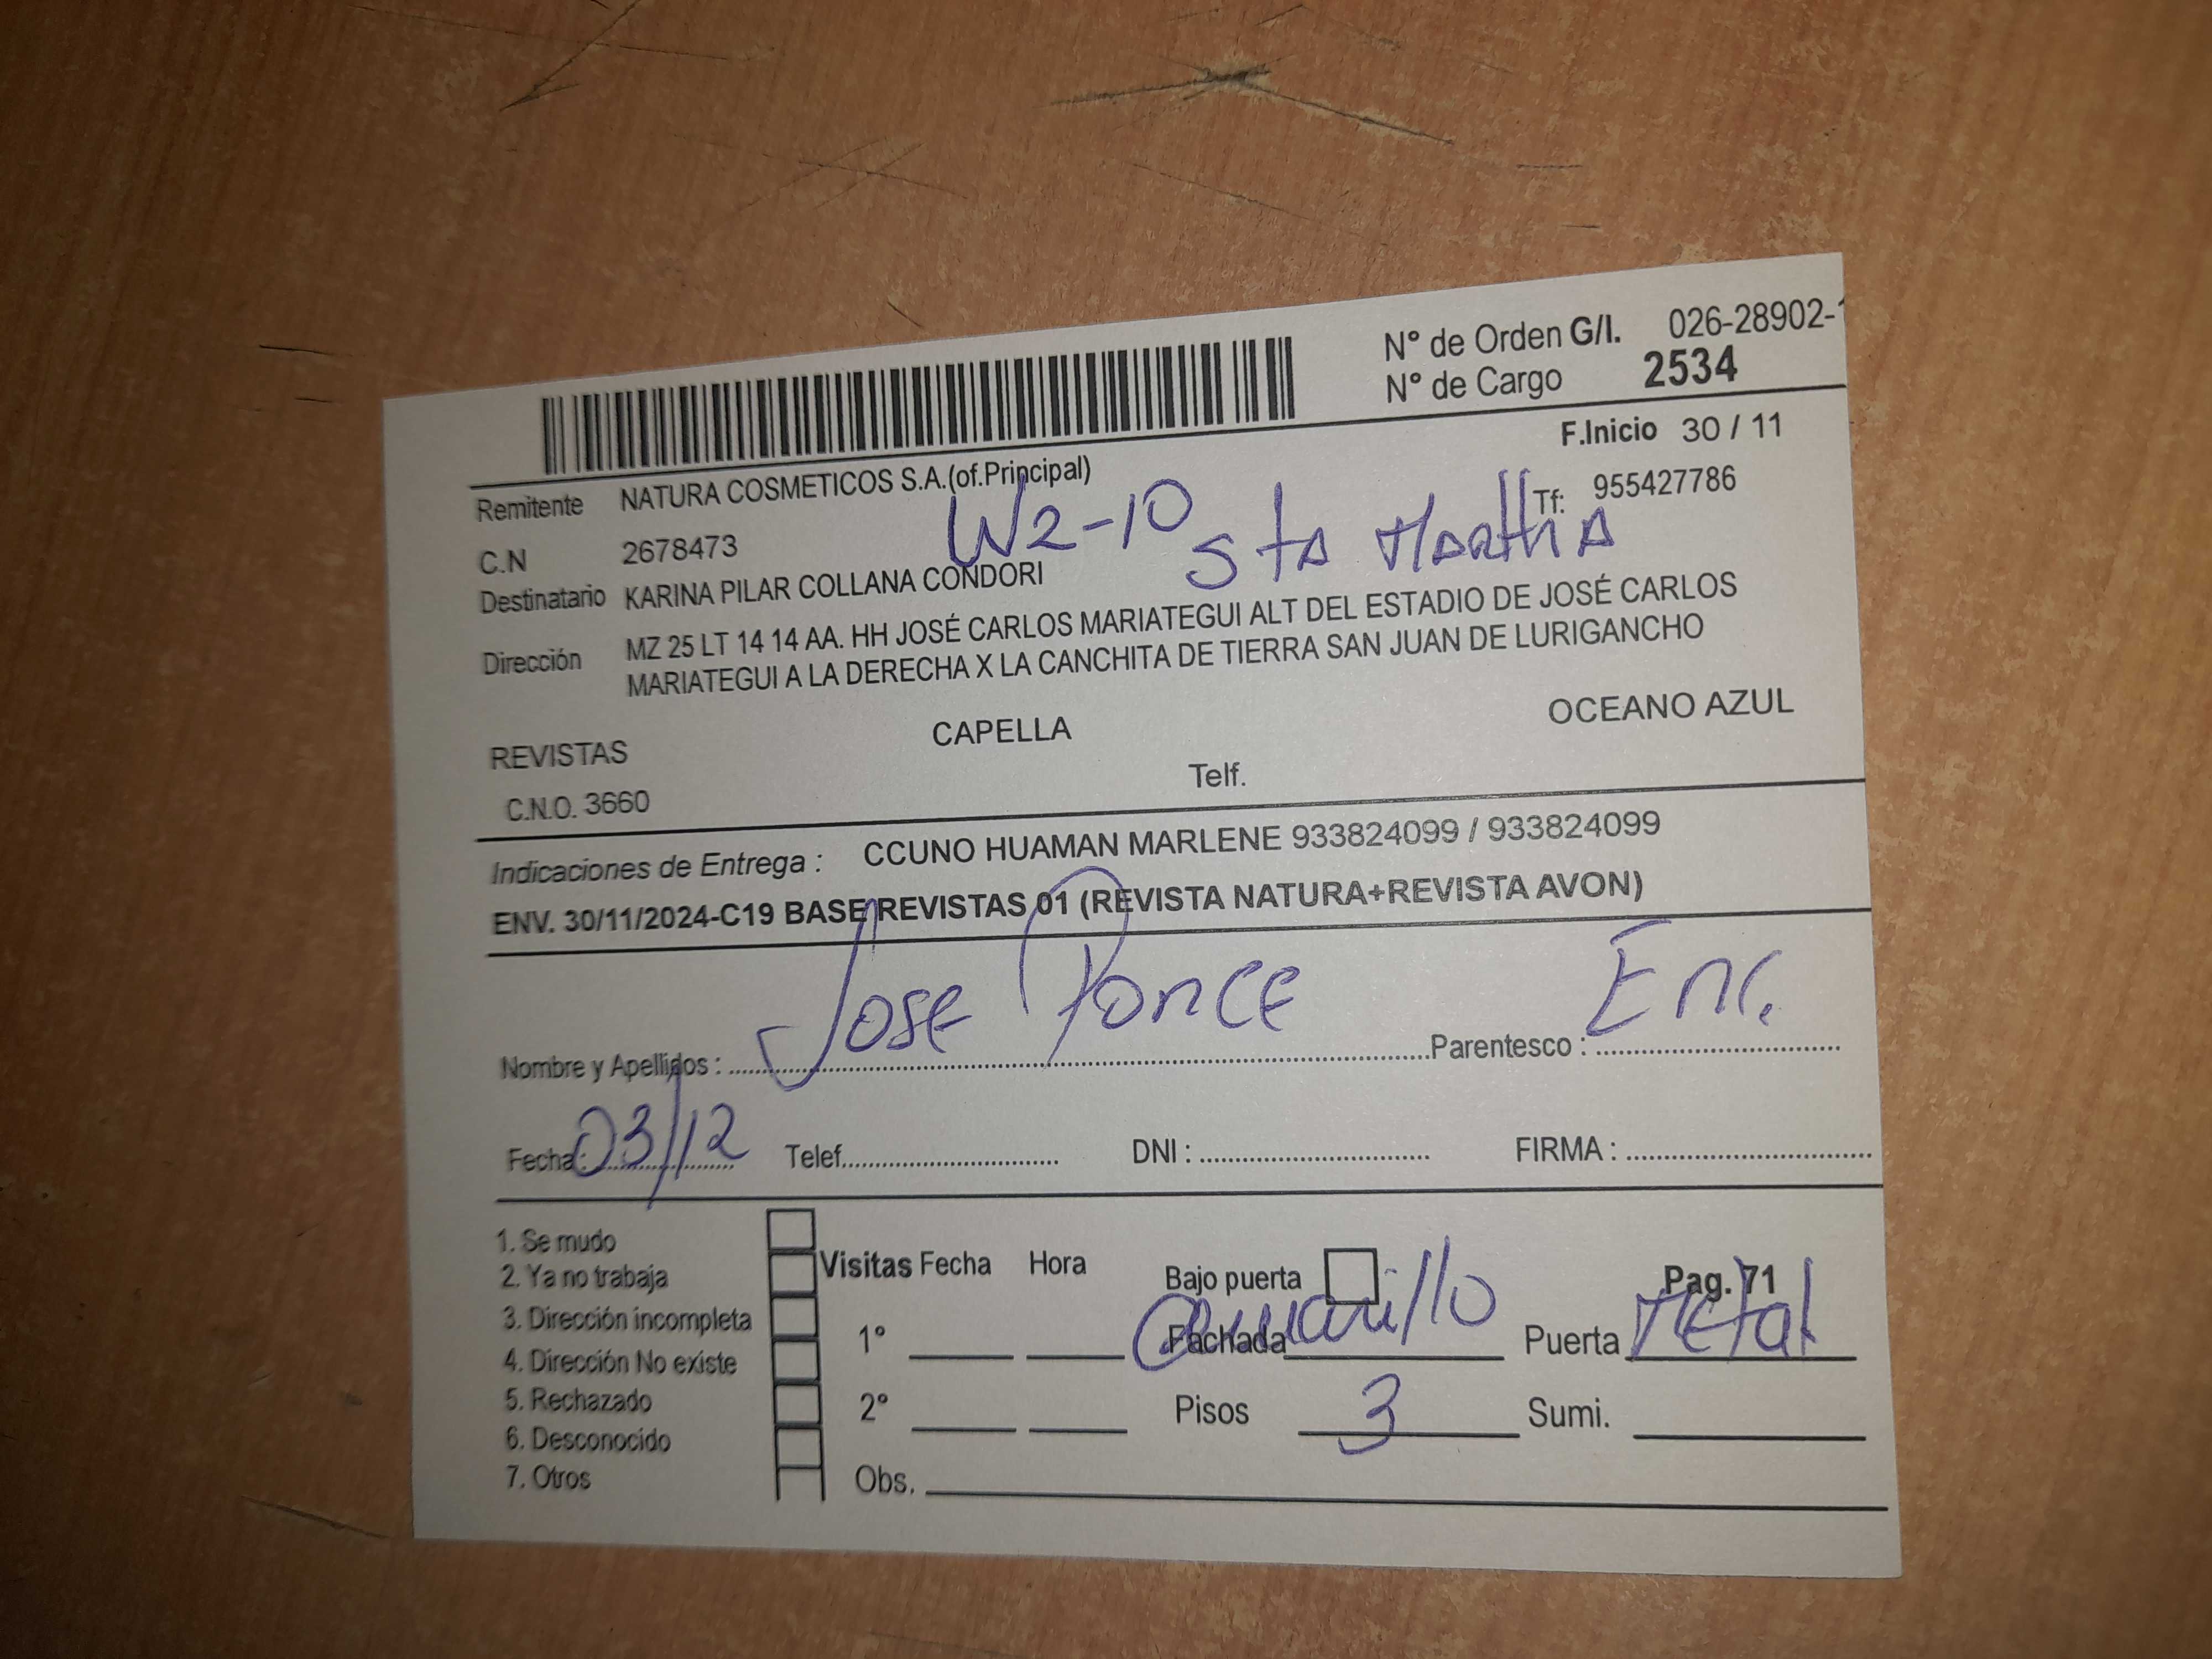 N° de Orden G/I. 026-28902-
N° de Cargo 2534
F.Inicio 30 / 11
Remitente NATURA COSMETICOS S.A.(of.Principal)
Tf: 955427786
C.N 2678473
W2-10 Sta Martha
Destinatario KARINA PILAR COLLANA CONDORI
Dirección MZ 25 LT 14 14 AA. HH JOSÉ CARLOS MARIATEGUI ALT DEL ESTADIO DE JOSÉ CARLOS
MARIATEGUI A LA DERECHA X LA CANCHITA DE TIERRA SAN JUAN DE LURIGANCHO
REVISTAS CAPELLA OCEANO AZUL
C.N.O. 3660 Telf.
Indicaciones de Entrega : CCUNO HUAMAN MARLENE 933824099 / 933824099
ENV. 30/11/2024-C19 BASE REVISTAS 01 (REVISTA NATURA+REVISTA AVON)
Nombre y Apellidos : Jose Ponce Parentesco : Enc.
Fecha: 03/12 Telef. DNI : FIRMA :
1. Se mudo
2. Ya no trabaja
3. Dirección incompleta
4. Dirección No existe
5. Rechazado
6. Desconocido
7. Otros
Visitas Fecha Hora
1°
2°
Obs.
Bajo puerta Pag. 71
Fachada amarillo Puerta Metal
Pisos 3 Sumi.